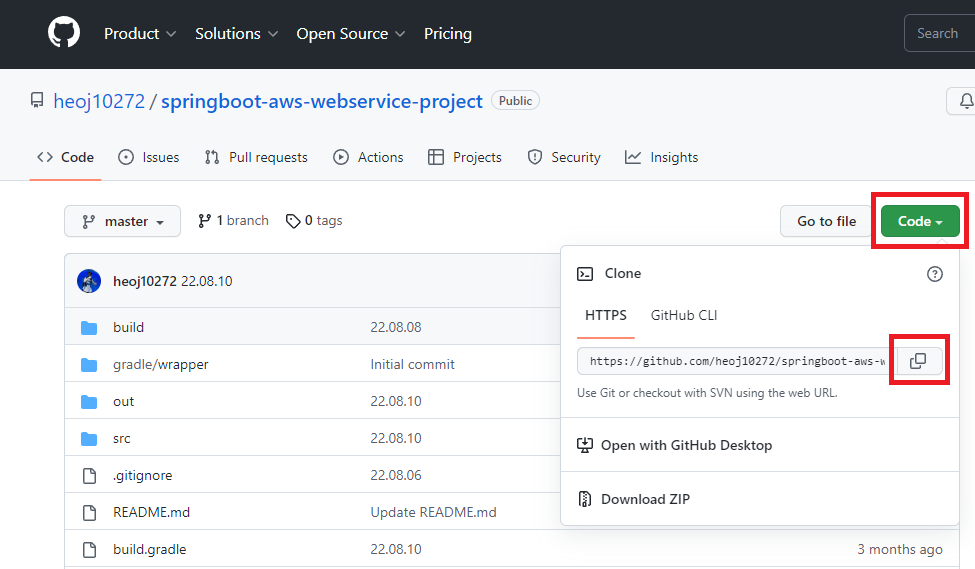 Product Solutions Open Source Pricing Search
heoj10272 / springboot-aws-webservice-project Public
Code Issues Pull requests Actions Projects Security Insights
master 1 branch 0 tags Go to file Code
heoj10272 22.08.10
Clone
HTTPS GitHub CLI
https://github.com/heoj10272/springboot-aws-w
Use Git or checkout with SVN using the web URL.
Open with GitHub Desktop
Download ZIP
build 22.08.08
gradle/wrapper Initial commit
out 22.08.10
src 22.08.10
.gitignore 22.08.06
README.md Update README.md
build.gradle 22.08.10 3 months ago